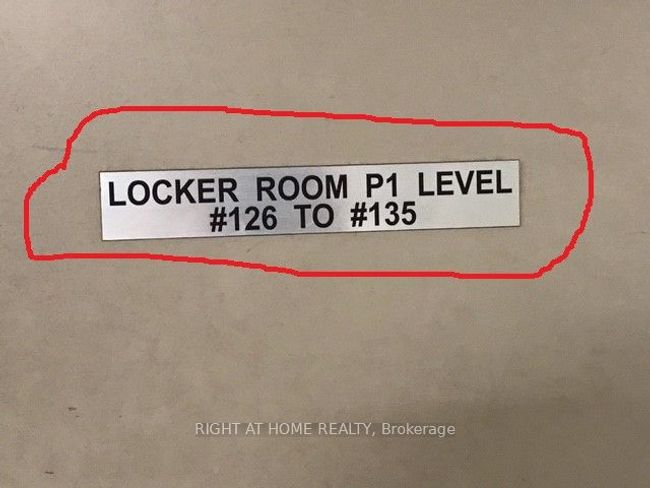 LOCKER ROOM P1 LEVEL
#126 TO #135
RIGHT AT HOME REALTY, Brokerage